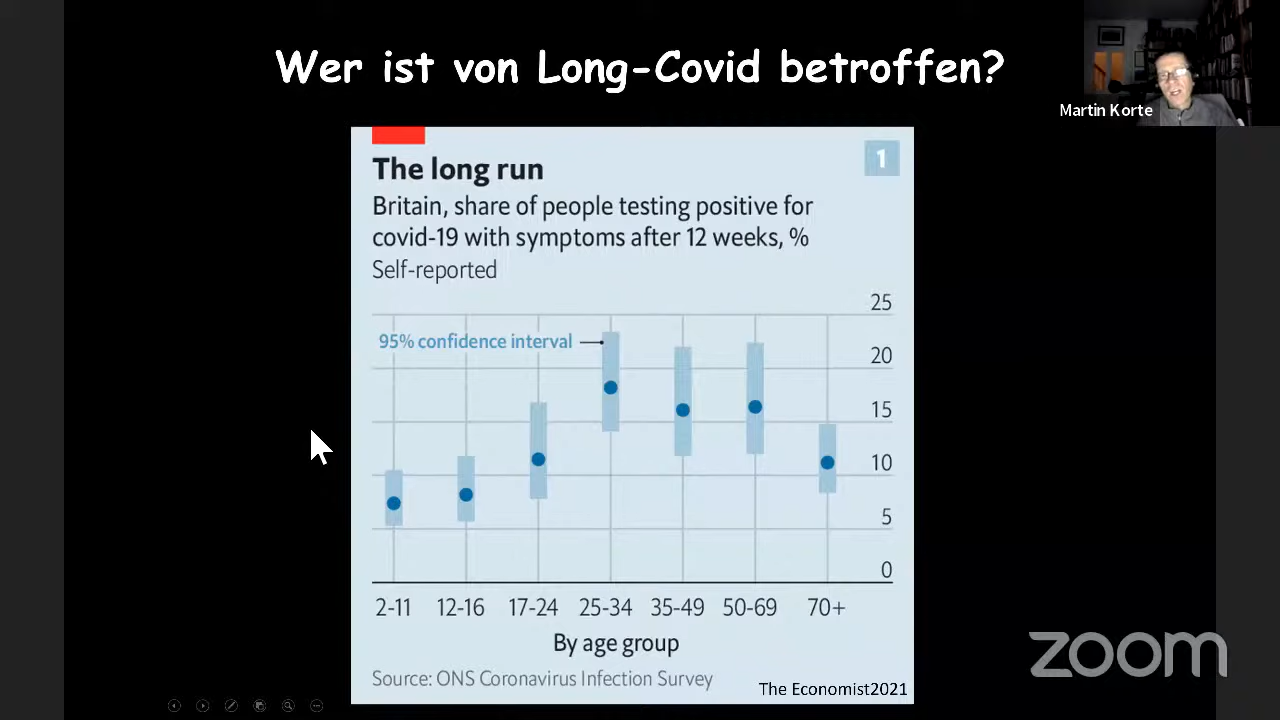 Wer ist von Long-Covid betroffen?
Martin Korte
The long run
1
Britain, share of people testing positive for
covid-19 with symptoms after 12 weeks, %
Self-reported
25
95% confidence interval
20
15
10
5
0
2-11 12-16 17-24 25-34 35-49 50-69 70+
By age group
Source: ONS Coronavirus Infection Survey
The Economist2021
zoom